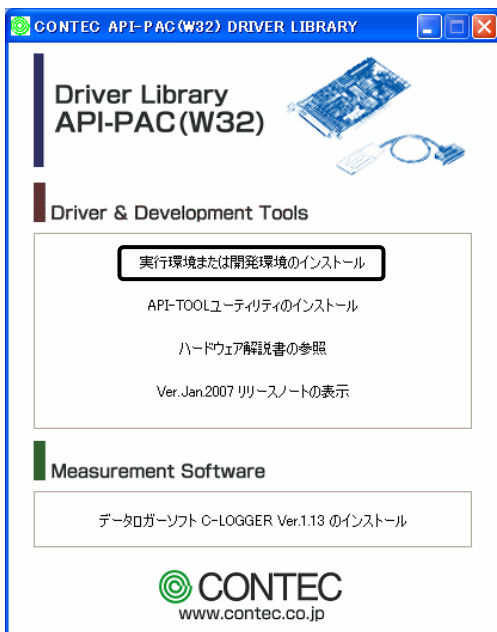 CONTEC API-PAC(W32) DRIVER LIBRARY
Driver Library
API-PAC(W32)
Driver & Development Tools
実行環境または開発環境のインストール
API-TOOLユーティリティのインストール
ハードウェア解説書の参照
Ver.Jan.2007 リリースノートの表示
Measurement Software
データロガーソフト C-LOGGER Ver.1.13 のインストール
CONTEC
www.contec.co.jp